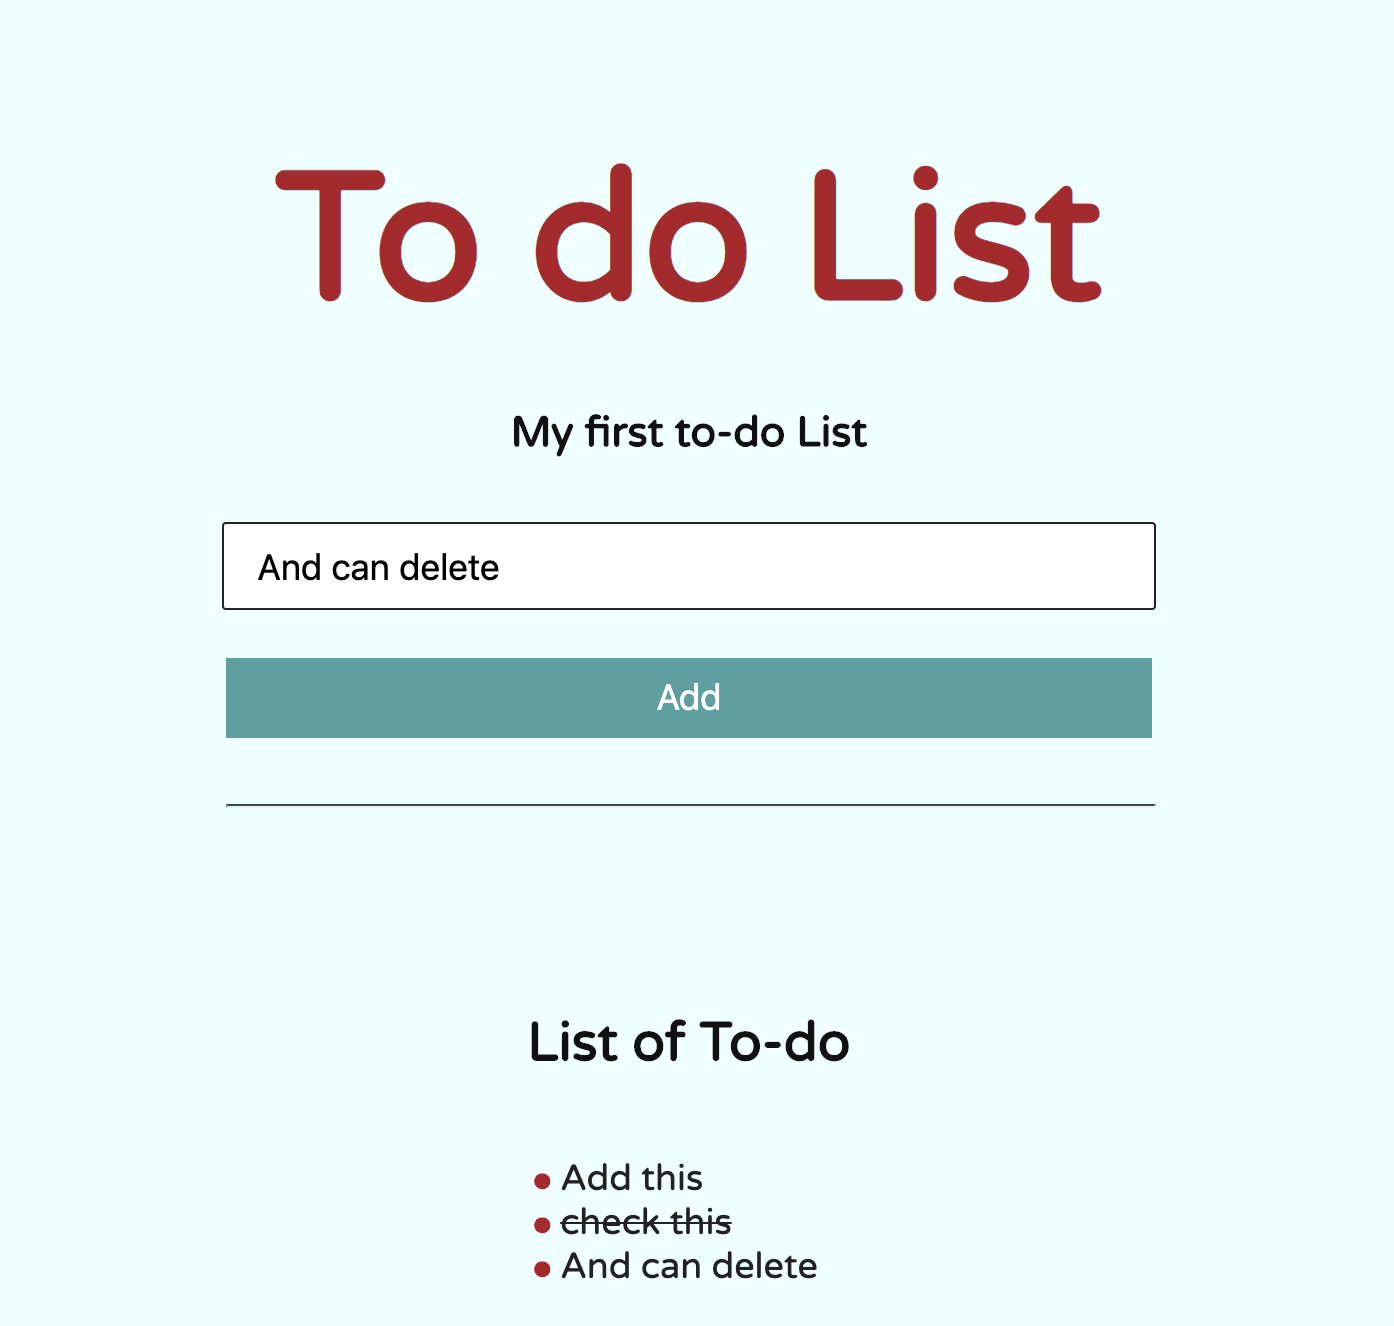 To do List
My first to-do List
And can delete
Add
List of To-do
Add this
check this
And can delete